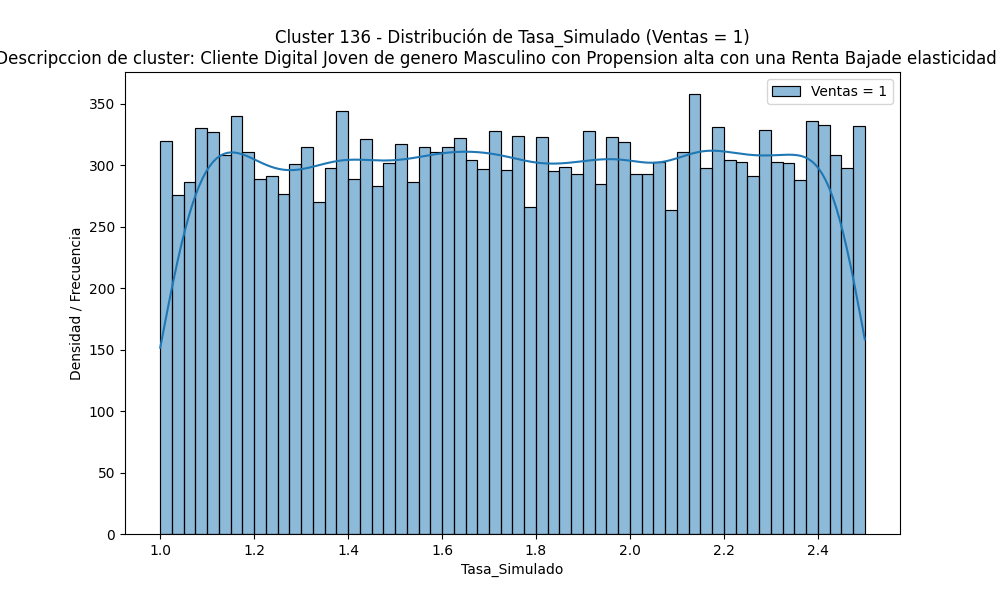 Cluster 136 - Distribución de Tasa_Simulado (Ventas = 1)
Descripccion de cluster: Cliente Digital Joven de genero Masculino con Propension alta con una Renta Bajade elasticidad
Ventas = 1
Densidad / Frecuencia
350
300
250
200
150
100
50
0
1.0 1.2 1.4 1.6 1.8 2.0 2.2 2.4
Tasa_Simulado